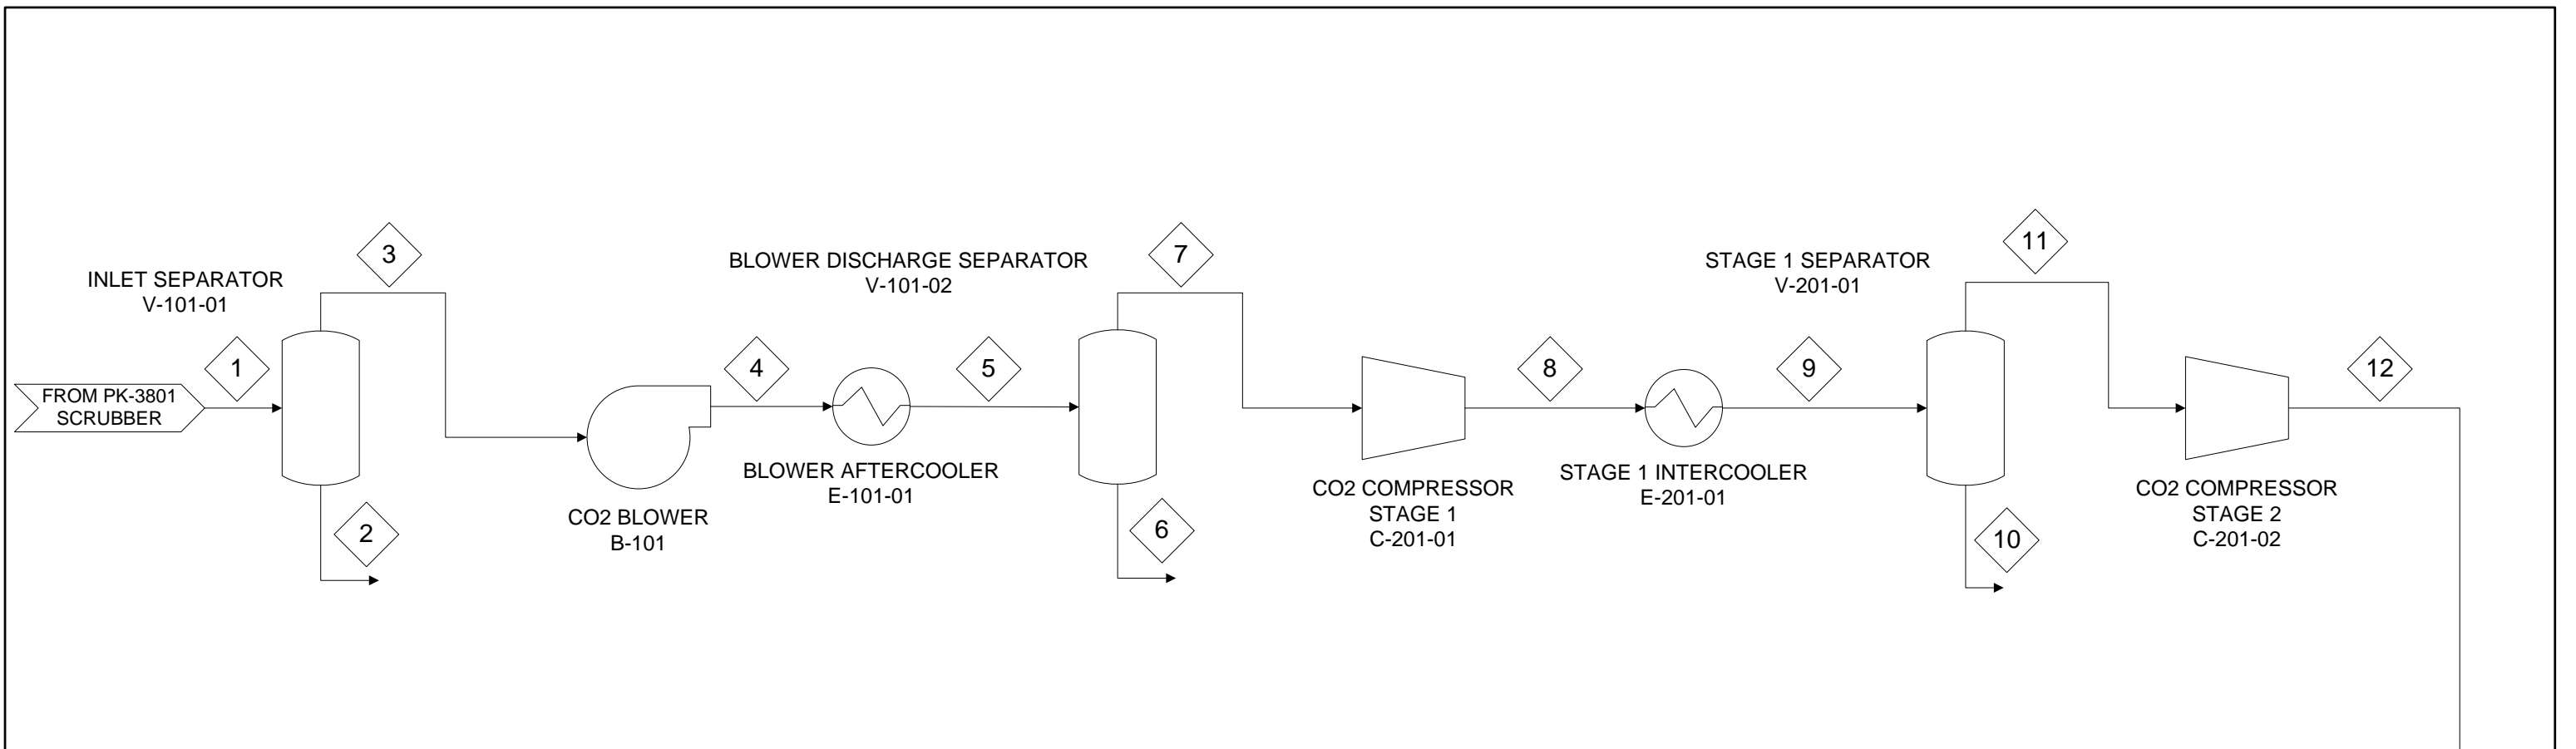 11
3
7
BLOWER DISCHARGE SEPARATOR
V-101-02
STAGE 1 SEPARATOR
V-201-01
INLET SEPARATOR
V-101-01
1
4
5
8
9
12
FROM PK-3801
SCRUBBER
BLOWER AFTERCOOLER
E-101-01
STAGE 1 INTERCOOLER
E-201-01
CO2 COMPRESSOR
STAGE 1
C-201-01
CO2 COMPRESSOR
STAGE 2
C-201-02
CO2 BLOWER
B-101
2
6
10